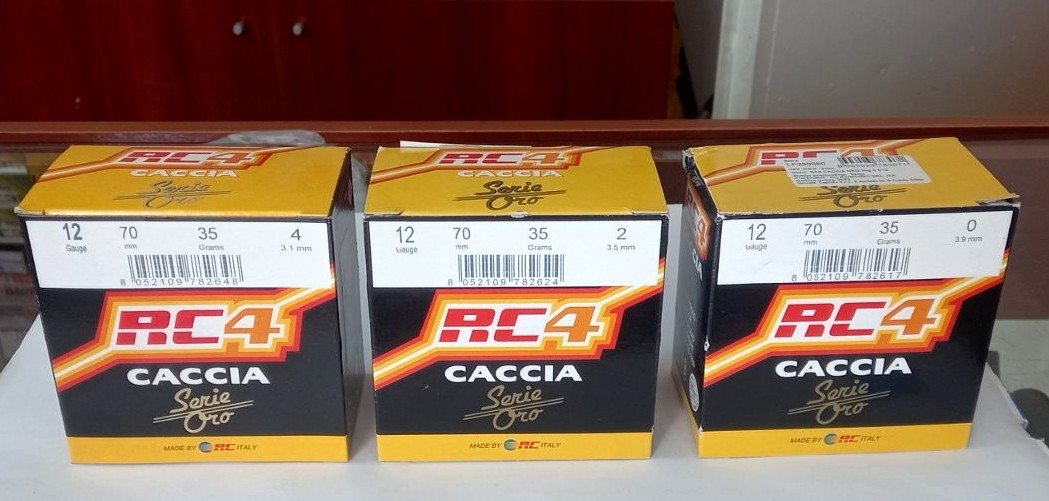 RC4
CACCIA
Serie
Oro
12 70 35 4
Gauge mm Grams 3.1 mm
8 052109 782648
RC4
CACCIA
Serie
Oro
MADE BY RC ITALY
RC4
CACCIA
Serie
Oro
12 70 35 2
Gauge mm Grams 3.5 mm
8 052109 782624
RC4
CACCIA
Serie
Oro
MADE BY RC ITALY
RC4
LP399060
Oro
12 70 35 0
Gauge mm Grams 3.9 mm
8 052109 782617
RC4
CACCIA
Serie
Oro
MADE BY RC ITALY